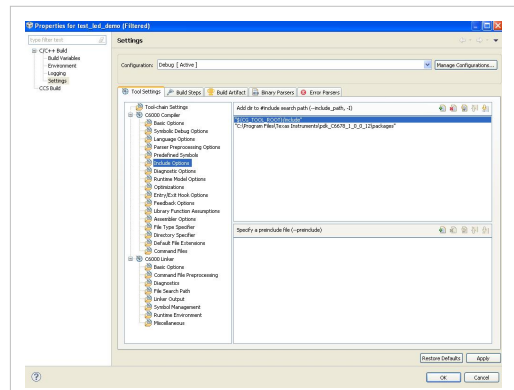 Properties for test_led_demo (Filtered)
type filter text
Settings
C/C++ Build
Build Variables
Environment
Logging
Settings
CCS Build
Configuration: Debug [ Active ]
Manage Configurations...
Tool Settings
Build Steps
Build Artifact
Binary Parsers
Error Parsers
Tool-chain Settings
C6000 Compiler
Basic Options
Symbolic Debug Options
Language Options
Parser Preprocessing Options
Predefined Symbols
Include Options
Diagnostic Options
Runtime Model Options
Optimizations
Entry/Exit Hook Options
Feedback Options
Library Function Assumptions
Assembler Options
File Type Specifier
Directory Specifier
Default File Extensions
Command Files
C6000 Linker
Basic Options
Command File Preprocessing
Diagnostics
File Search Path
Linker Output
Symbol Management
Runtime Environment
Miscellaneous
Add dir to #include search path (--include_path, -I)
"${CG_TOOL_ROOT}/include"
"C:\Program Files\Texas Instruments\pdk_C6678_1_0_0_12\packages"
Specify a preinclude file (--preinclude)
Restore Defaults
Apply
OK
Cancel